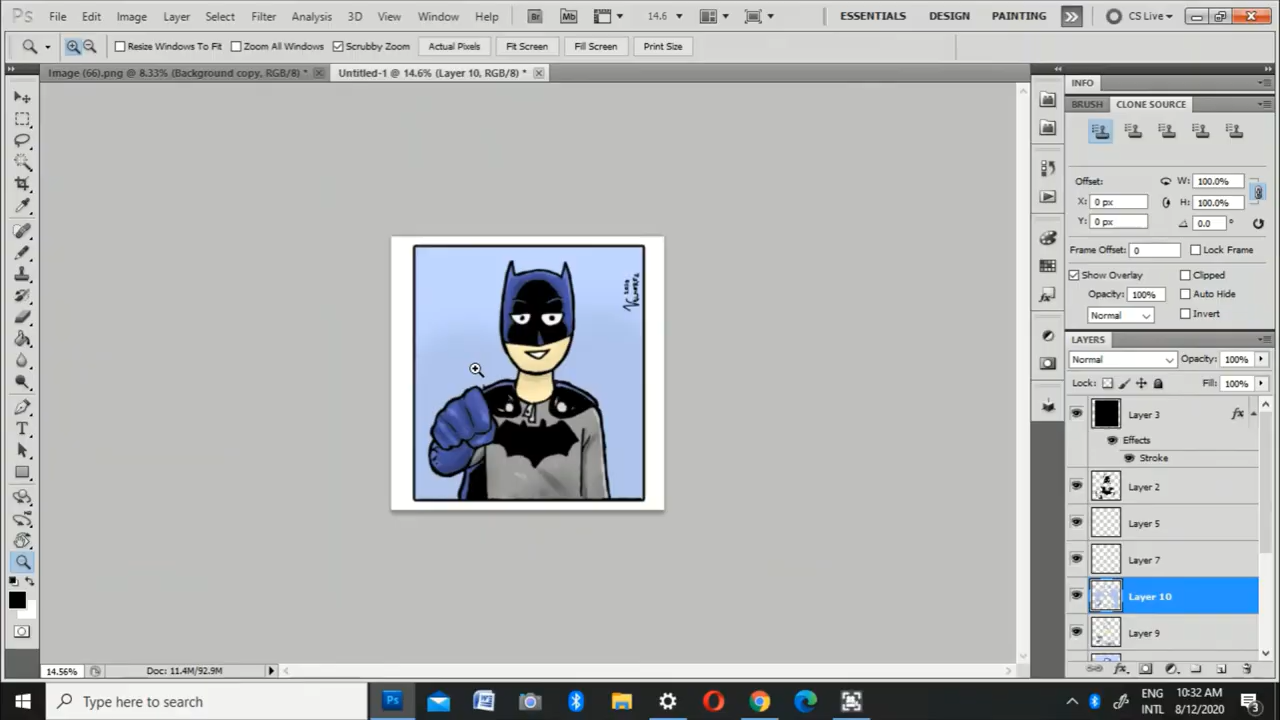 Ps File Edit Image Layer Select Filter Analysis 3D View Window Help Br Mb 14.6 ESSENTIALS DESIGN PAINTING CS Live
Resize Windows To Fit Zoom All Windows Scrubby Zoom Actual Pixels Fit Screen Fill Screen Print Size
Image (66).png @ 8.33% (Background copy, RGB/8) * Untitled-1 @ 14.6% (Layer 10, RGB/8) *
INFO
BRUSH CLONE SOURCE
Offset: W: 100.0%
X: 0 px H: 100.0%
Y: 0 px 0.0 °
Frame Offset: 0 Lock Frame
Show Overlay Clipped
Opacity: 100% Auto Hide
Normal Invert
LAYERS
Normal Opacity: 100%
Lock: Fill: 100%
Layer 3 fx
Effects
Stroke
Layer 2
Layer 5
Layer 7
Layer 10
Layer 9
2020
14.56% Doc: 11.4M/92.9M
Type here to search Ps ENG 10:32 AM
INTL 8/12/2020 3